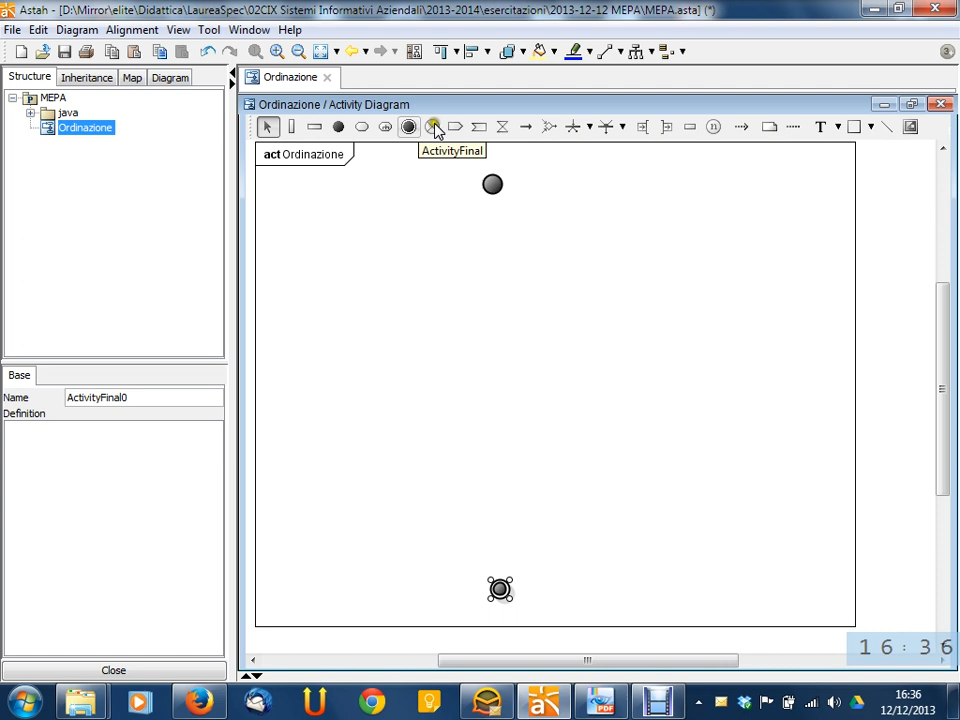 Astah - [D:\Mirror\elite\Didattica\LaureaSpec\02CIX Sistemi Informativi Aziendali\2013-2014\esercitazioni\2013-12-12 MEPA\MEPA.asta] (*)
File Edit Diagram Alignment View Tool Window Help
3
Structure Inheritance Map Diagram
Ordinazione
MEPA
java
Ordinazione
Ordinazione / Activity Diagram
n T
ActivityFinal
act Ordinazione
Base
Name ActivityFinal0
Definition
Close
16:36
PDF
16:36
12/12/2013